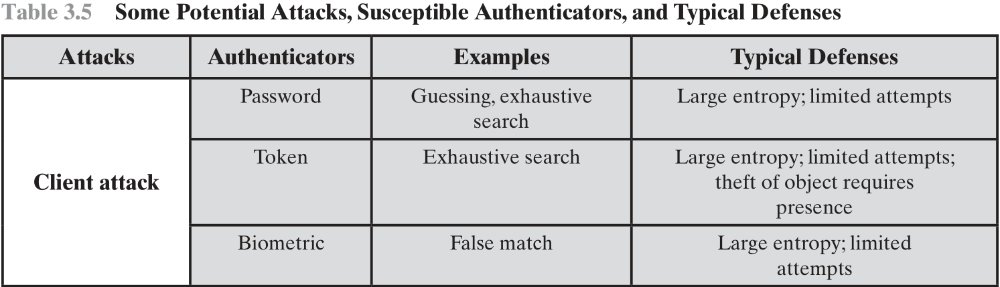 Table 3.5 Some Potential Attacks, Susceptible Authenticators, and Typical Defenses
Attacks Authenticators Examples Typical Defenses
Client attack
Password
Guessing, exhaustive
search
Large entropy; limited attempts
Token
Exhaustive search
Large entropy; limited attempts;
theft of object requires
presence
Biometric
False match
Large entropy; limited
attempts